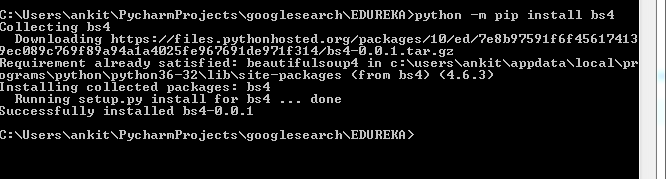 C:\Users\ankit\PycharmProjects\googlesearch\EDUREKA>python -m pip install bs4
Collecting bs4
  Downloading https://files.pythonhosted.org/packages/10/ed/7e8b97591f6f45617413
9ec089c769f89a94a1a4025fe967691de971f314/bs4-0.0.1.tar.gz
Requirement already satisfied: beautifulsoup4 in c:\users\ankit\appdata\local\pr
ograms\python\python36-32\lib\site-packages (from bs4) (4.6.3)
Installing collected packages: bs4
  Running setup.py install for bs4 ... done
Successfully installed bs4-0.0.1
C:\Users\ankit\PycharmProjects\googlesearch\EDUREKA>